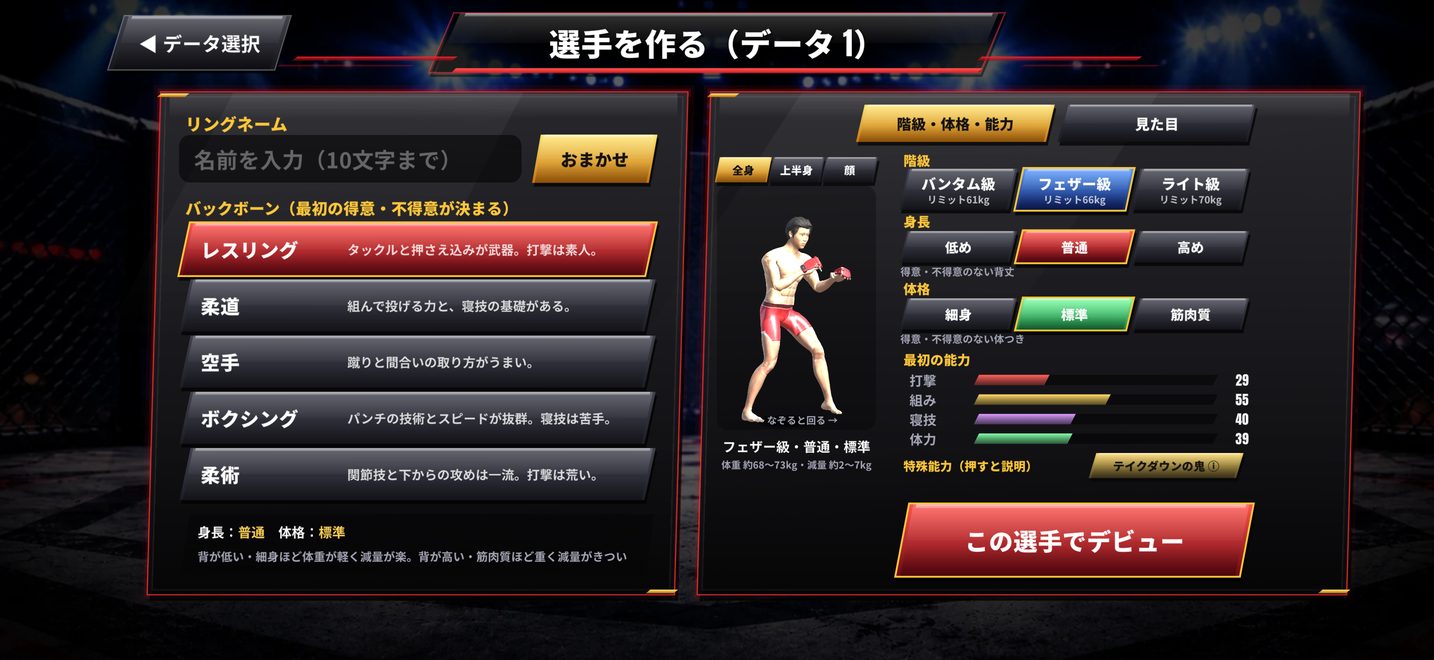 ◀ データ選択
選手を作る（データ1）
リングネーム
名前を入力（10文字まで）
おまかせ
バックボーン（最初の得意・不得意が決まる）
レスリング タックルと押さえ込みが武器。打撃は素人。
柔道 組んで投げる力と、寝技の基礎がある。
空手 蹴りと間合いの取り方がうまい。
ボクシング パンチの技術とスピードが抜群。寝技は苦手。
柔術 関節技と下からの攻めは一流。打撃は荒い。
身長：普通 体格：標準
背が低い・細身ほど体重が軽く減量が楽。背が高い・筋肉質ほど重く減量がきつい
階級・体格・能力 見た目
全身 上半身 顔
なぞると回る→
フェザー級・普通・標準
体重 約68〜73kg・減量 約2〜7kg
階級
バンタム級 フェザー級 ライト級
リミット61kg リミット66kg リミット70kg
身長
低め 普通 高め
得意・不得意のない背丈
体格
細身 標準 筋肉質
得意・不得意のない体つき
最初の能力
打撃 29
組み 55
寝技 40
体力 39
特殊能力（押すと説明） テイクダウンの鬼 ⓘ
この選手でデビュー